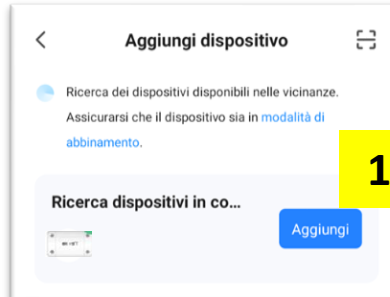 Aggiungi dispositivo
Ricerca dei dispositivi disponibili nelle vicinanze.
Assicurarsi che il dispositivo sia in modalità di
abbinamento.
1
Ricerca dispositivi in co...
Aggiungi